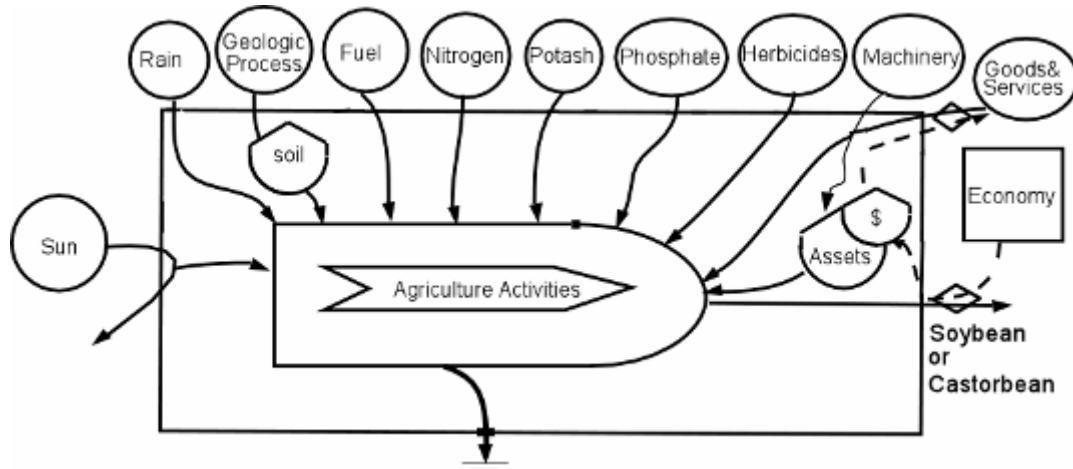 Rain
Geologic
Process
Fuel
Nitrogen
Potash
Phosphate
Herbicides
Machinery
Goods&
Services
soil
Economy
Sun
$
Assets
Agriculture Activities
Soybean
or
Castorbean